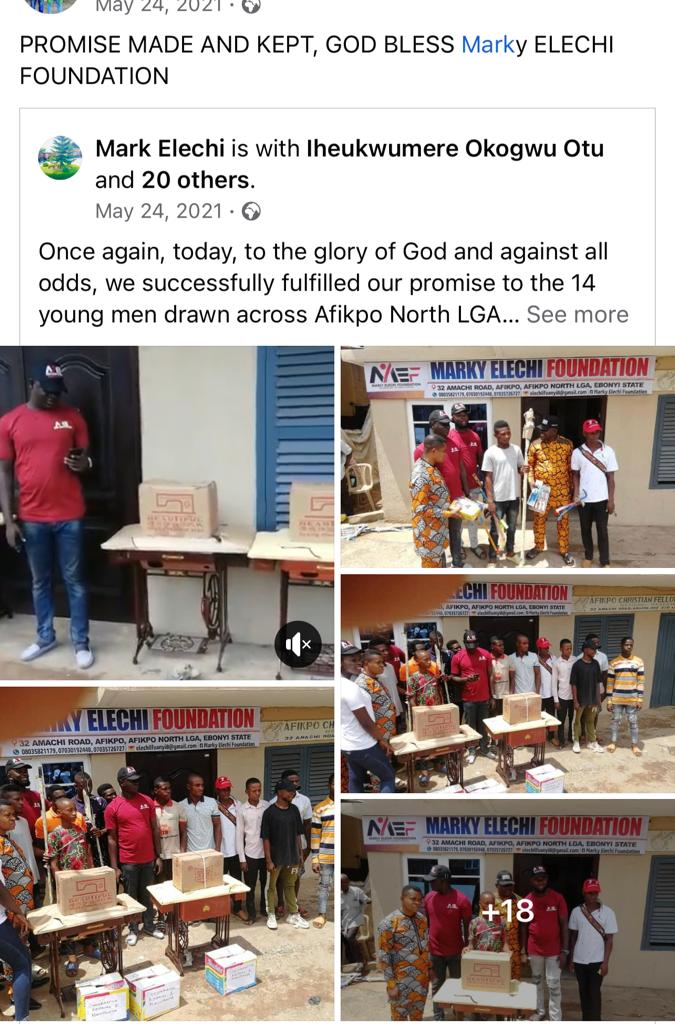 May 24, 2021 ·
PROMISE MADE AND KEPT, GOD BLESS Marky ELECHI
FOUNDATION
Mark Elechi is with Iheukwumere Okogwu Otu
and 20 others.
May 24, 2021 ·
Once again, today, to the glory of God and against all
odds, we successfully fulfilled our promise to the 14
young men drawn across Afikpo North LGA... See more
BEAUTIFUL
MEF MARKY ELECHI FOUNDATION
32 AMACHI ROAD, AFIKPO, AFIKPO NORTH LGA, EBONYI STATE
ECHI FOUNDATION
AFIKPO, AFIKPO NORTH LGA, EBONYI STATE
AFIKPO CHRISTIAN FELL
KY ELECHI FOUNDATION
32 AMACHI ROAD, AFIKPO, AFIKPO NORTH LGA, EBONYI STATE
AFIKPO CH
MEF MARKY ELECHI FOUNDATION
32 AMACHI ROAD, AFIKPO, AFIKPO NORTH LGA, EBONYI STATE
+18